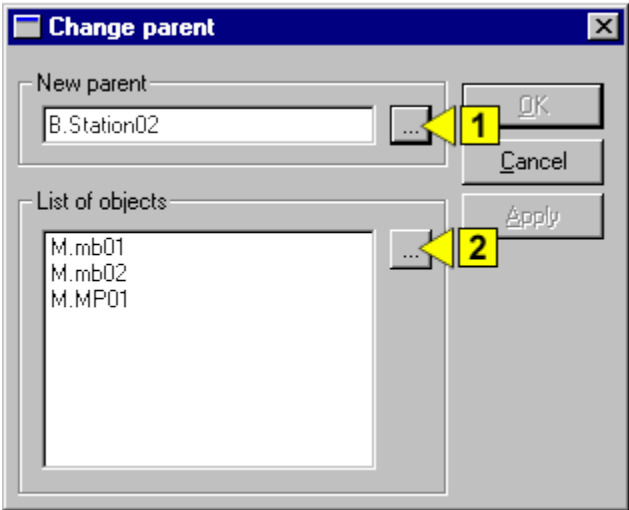 Change parent
New parent
B.Station02
...
1
OK
Cancel
Apply
List of objects
M.mb01
M.mb02
M.MP01
...
2